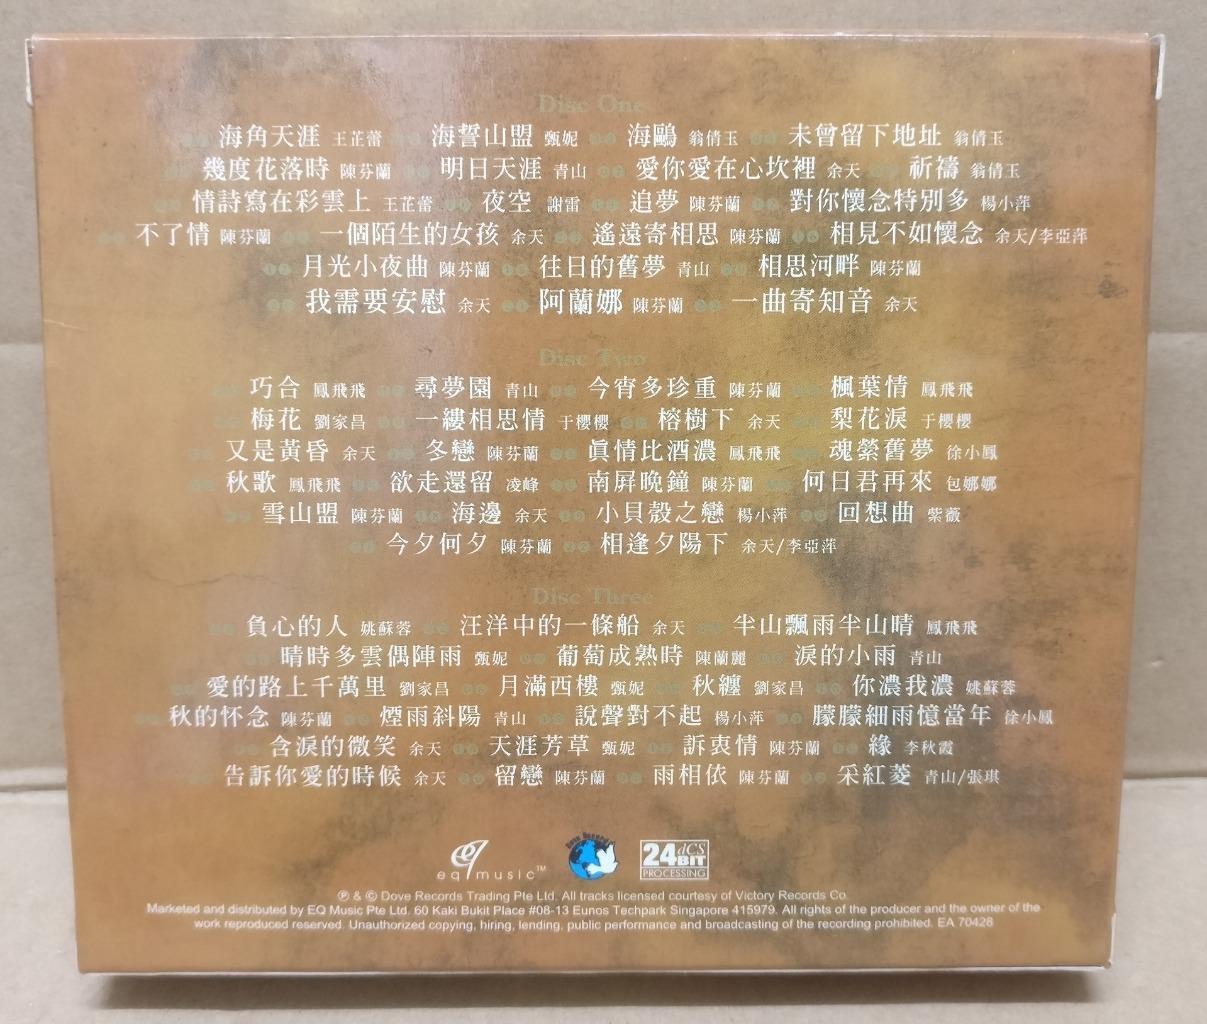 Disc One
海角天涯 王芷蕾 海誓山盟 甄妮 海鷗 翁倩玉 未曾留下地址 翁倩玉
幾度花落時 陳芬蘭 明日天涯 青山 愛你愛在心坎裡 余天 祈禱 翁倩玉
情詩寫在彩雲上 王芷蕾 夜空 謝雷 追夢 陳芬蘭 對你懷念特別多 楊小萍
不了情 陳芬蘭 一個陌生的女孩 余天 遙遠寄相思 陳芬蘭 相見不如懷念 余天/李亞萍
月光小夜曲 陳芬蘭 往日的舊夢 青山 相思河畔 陳芬蘭
我需要安慰 余天 阿蘭娜 陳芬蘭 一曲寄知音 余天
Disc Two
巧合 鳳飛飛 尋夢園 青山 今宵多珍重 陳芬蘭 楓葉情 鳳飛飛
梅花 劉家昌 一縷相思情 于櫻櫻 榕樹下 余天 梨花淚 于櫻櫻
又是黃昏 余天 冬戀 陳芬蘭 眞情比酒濃 鳳飛飛 魂縈舊夢 徐小鳳
秋歌 鳳飛飛 欲走還留 凌峰 南屏晚鐘 陳芬蘭 何日君再來 包娜娜
雪山盟 陳芬蘭 海邊 余天 小貝殼之戀 楊小萍 回想曲 紫薇
今夕何夕 陳芬蘭 相逢夕陽下 余天/李亞萍
Disc Three
負心的人 姚蘇蓉 汪洋中的一條船 余天 半山飄雨半山晴 鳳飛飛
晴時多雲偶陣雨 甄妮 葡萄成熟時 陳蘭麗 淚的小雨 青山
愛的路上千萬里 劉家昌 月滿西樓 甄妮 秋纏 劉家昌 你濃我濃 姚蘇蓉
秋的怀念 陳芬蘭 煙雨斜陽 青山 說聲對不起 楊小萍 朦朦細雨憶當年 徐小鳳
含淚的微笑 余天 天涯芳草 甄妮 訴衷情 陳芬蘭 緣 李秋霞
告訴你愛的時候 余天 留戀 陳芬蘭 雨相依 陳芬蘭 采紅菱 青山/張琪
eq music™ 24 dCS BIT PROCESSING
℗ & © Dove Records Trading Pte Ltd. All tracks licensed courtesy of Victory Records Co.
Marketed and distributed by EQ Music Pte Ltd. 60 Kaki Bukit Place #08-13 Eunos Techpark Singapore 415979. All rights of the producer and the owner of the
work reproduced reserved. Unauthorized copying, hiring, lending, public performance and broadcasting of the recording prohibited. EA 70428